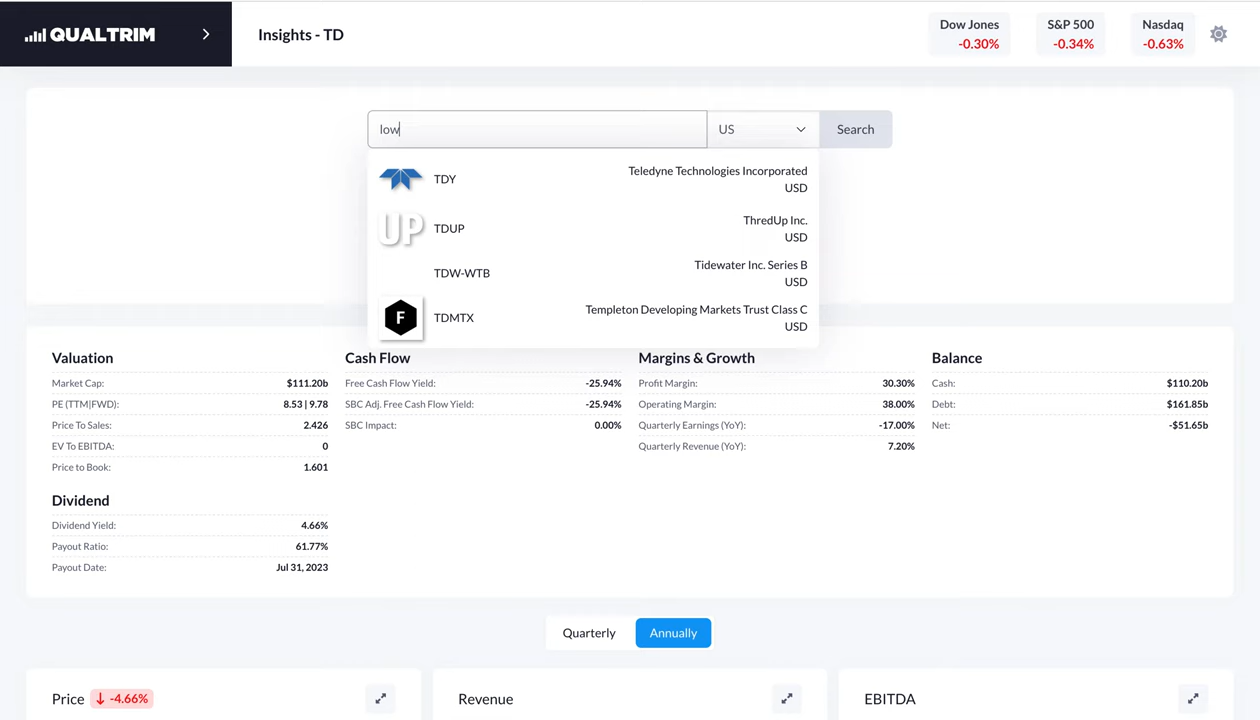 QUALTRIM
Insights - TD
Dow Jones
-0.30%
S&P 500
-0.34%
Nasdaq
-0.63%
low
US
Search
TDY
Teledyne Technologies Incorporated
USD
UP
TDUP
ThredUp Inc.
USD
TDW-WTB
Tidewater Inc. Series B
USD
F
TDMTX
Templeton Developing Markets Trust Class C
USD
Valuation
Market Cap: $111.20b
PE (TTM|FWD): 8.53 | 9.78
Price To Sales: 2.426
EV To EBITDA: 0
Price to Book: 1.601
Dividend
Dividend Yield: 4.66%
Payout Ratio: 61.77%
Payout Date: Jul 31, 2023
Cash Flow
Free Cash Flow Yield: -25.94%
SBC Adj. Free Cash Flow Yield: -25.94%
SBC Impact: 0.00%
Margins & Growth
Profit Margin: 30.30%
Operating Margin: 38.00%
Quarterly Earnings (YoY): -17.00%
Quarterly Revenue (YoY): 7.20%
Balance
Cash: $110.20b
Debt: $161.85b
Net: -$51.65b
Quarterly
Annually
Price ↓ -4.66%
Revenue
EBITDA